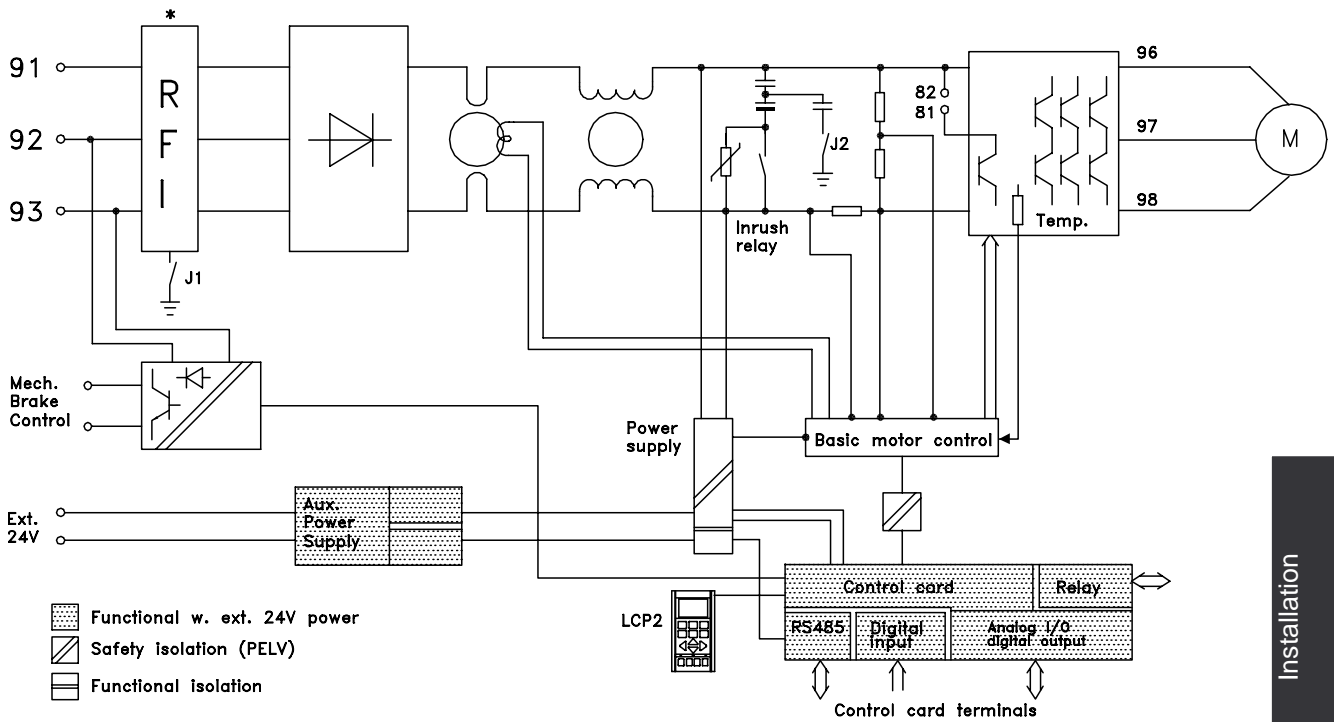 *
91
92
93
R
F
I
J1
82
81
J2
Inrush
relay
Temp.
96
97
98
M
Mech.
Brake
Control
Power
supply
Basic motor control
Ext.
24V
Aux.
Power
Supply
Control card
Relay
LCP2
RS485
Digital
input
Analog I/O
digital output
Control card terminals
Functional w. ext. 24V power
Safety isolation (PELV)
Functional isolation
Installation